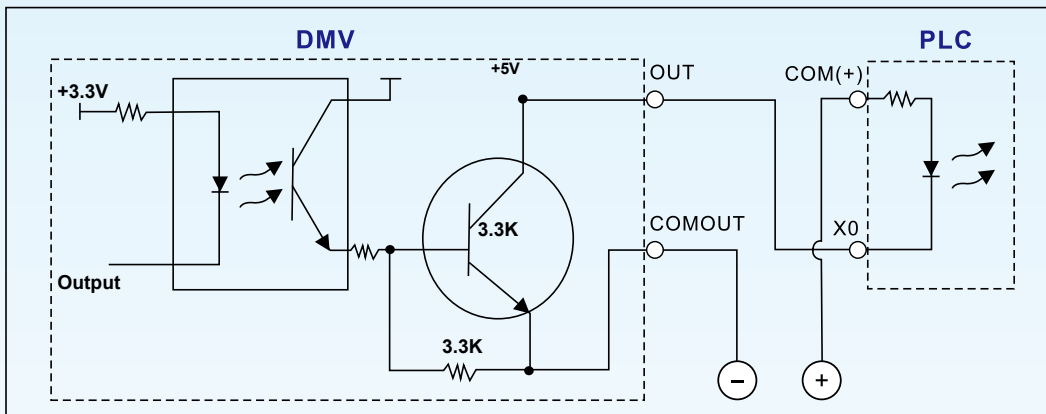 DMV
PLC
+5V
OUT
COM(+)
+3.3V
COMOUT
X0
3.3K
Output
3.3K
−
+